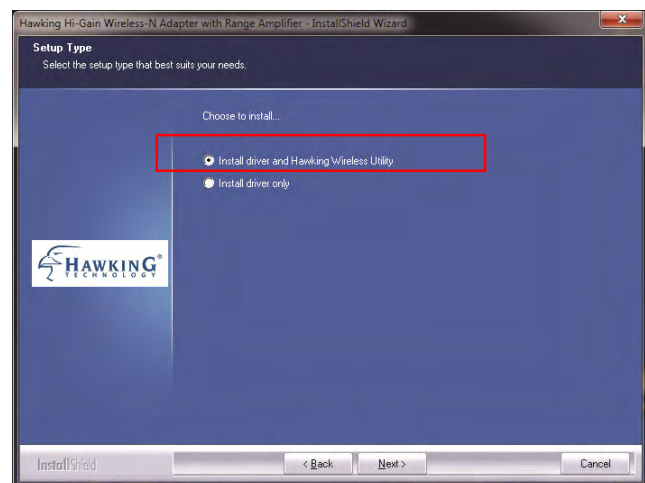 Hawking Hi-Gain Wireless-N Adapter with Range Amplifier - InstallShield Wizard
Setup Type
Select the setup type that best suits your needs.
Choose to install...
Install driver and Hawking Wireless Utility
Install driver only
HAWKING®
TECHNOLOGY
InstallShield
< Back
Next >
Cancel